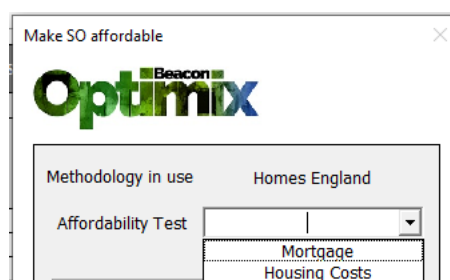 Make SO affordable
Beacon
Optimix
Methodology in use Homes England
Affordability Test
Mortgage
Housing Costs